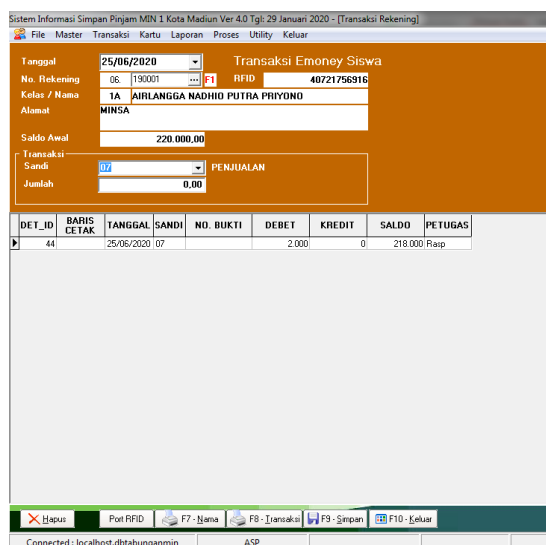 Sistem Informasi Simpan Pinjam MIN 1 Kota Madiun Ver 4.0 Tgl: 29 Januari 2020 - [Transaksi Rekening]
File Master Transaksi Kartu Laporan Proses Utility Keluar
Tanggal 25/06/2020 Transaksi Emoney Siswa
No. Rekening 06. 190001 ... F1 RFID 40721756916
Kelas / Nama 1A AIRLANGGA NADHIO PUTRA PRIYONO
Alamat MINSA
Saldo Awal 220.000,00
Transaksi
Sandi 07 PENJUALAN
Jumlah 0,00
DET_ID BARIS CETAK TANGGAL SANDI NO. BUKTI DEBET KREDIT SALDO PETUGAS
44 25/06/2020 07 2.000 0 218.000 Rasp
Hapus Port RFID F7 - Nama F8 - Transaksi F9 - Simpan F10 - Keluar
Connected : localhost.dbtabunganmin ASP